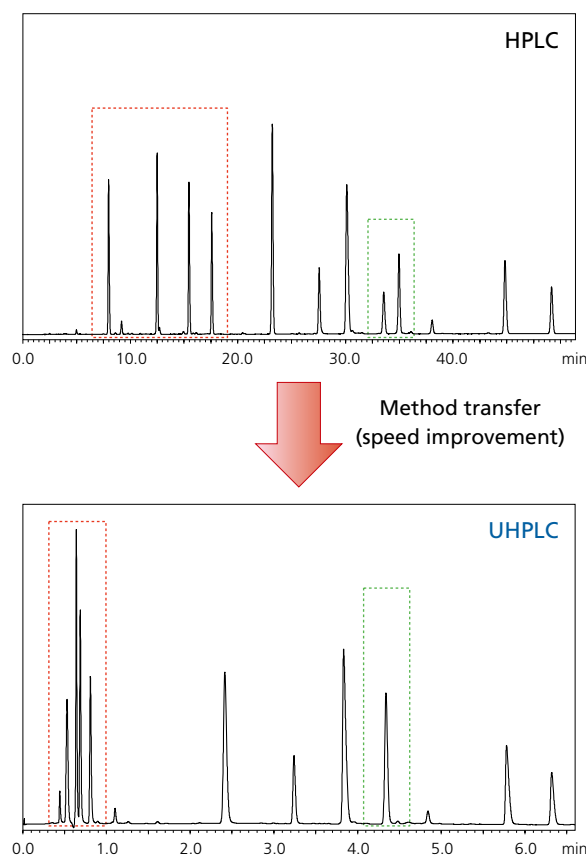 HPLC
0.0 10.0 20.0 30.0 40.0 min
Method transfer
(speed improvement)
UHPLC
0.0 1.0 2.0 3.0 4.0 5.0 6.0 min